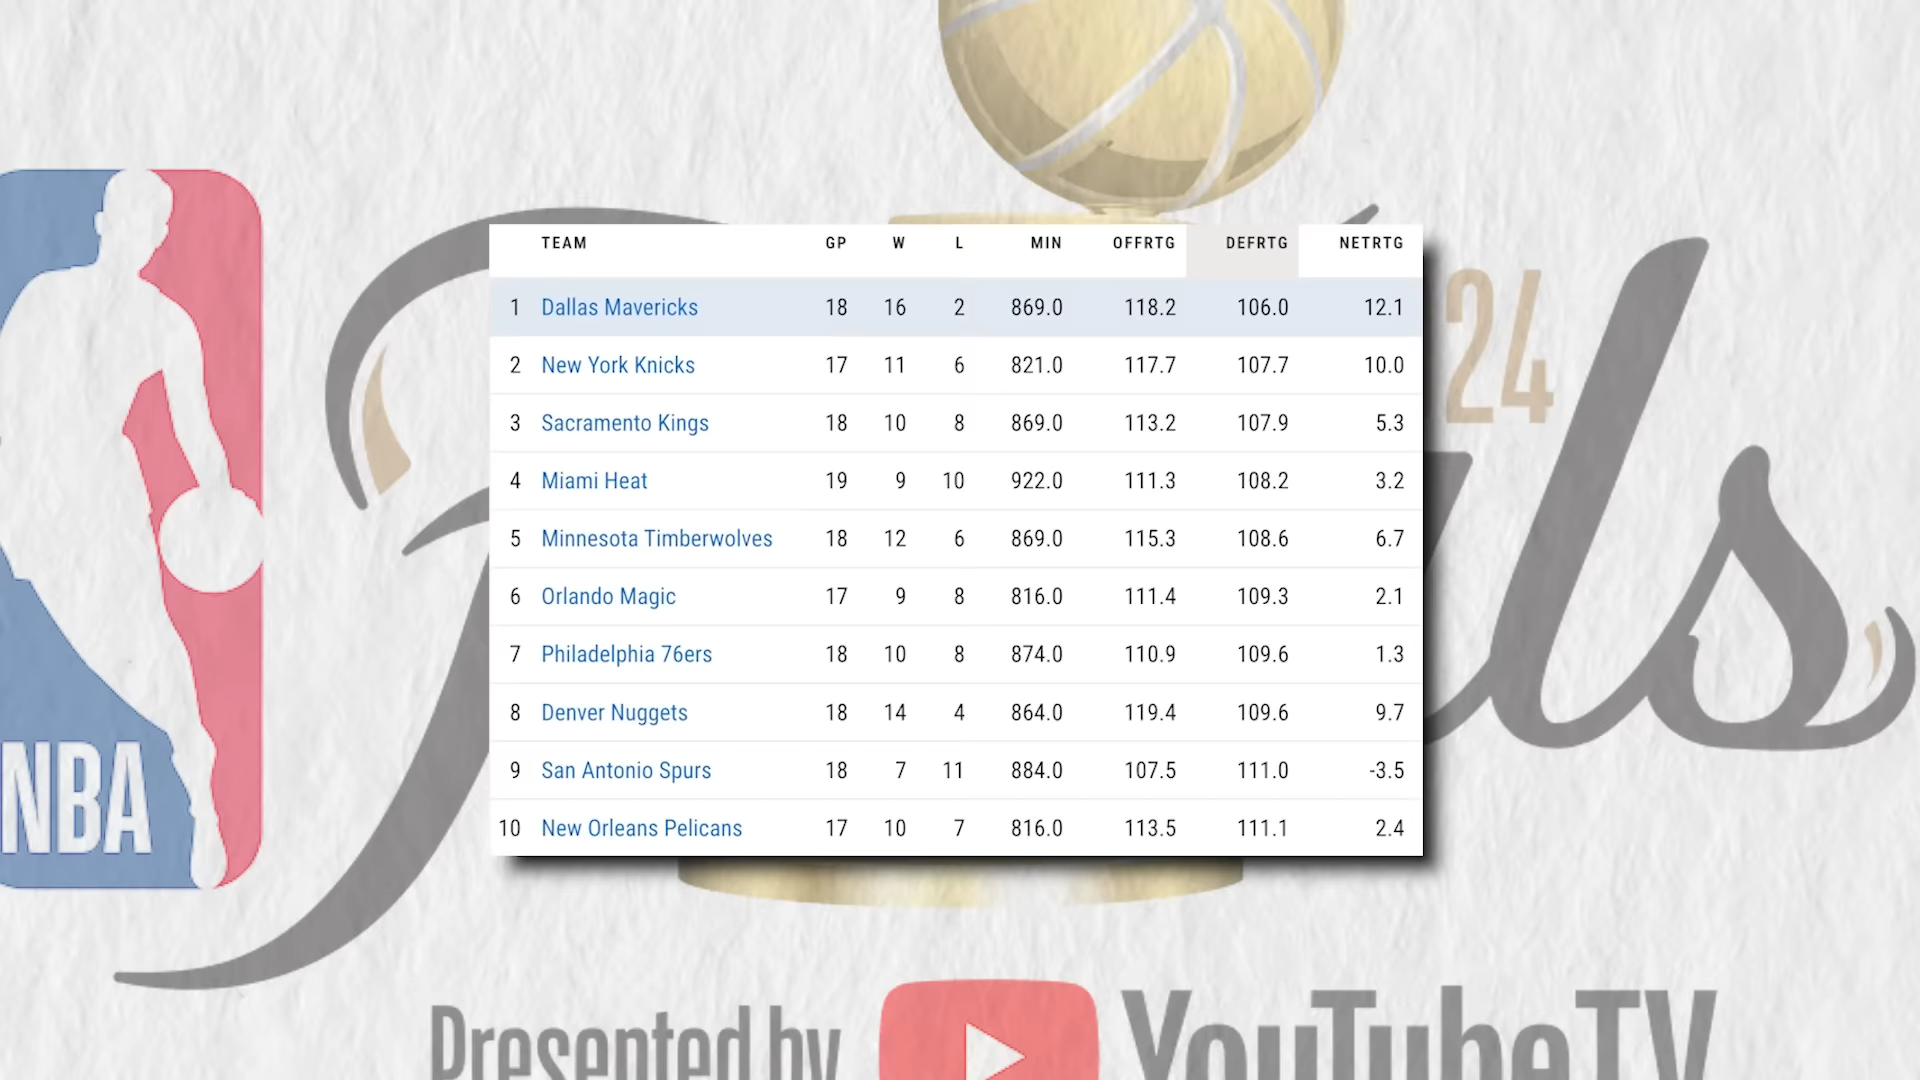 TEAM GP W L MIN OFFRTG DEFRTG NETRTG
1 Dallas Mavericks 18 16 2 869.0 118.2 106.0 12.1
2 New York Knicks 17 11 6 821.0 117.7 107.7 10.0
3 Sacramento Kings 18 10 8 869.0 113.2 107.9 5.3
4 Miami Heat 19 9 10 922.0 111.3 108.2 3.2
5 Minnesota Timberwolves 18 12 6 869.0 115.3 108.6 6.7
6 Orlando Magic 17 9 8 816.0 111.4 109.3 2.1
7 Philadelphia 76ers 18 10 8 874.0 110.9 109.6 1.3
8 Denver Nuggets 18 14 4 864.0 119.4 109.6 9.7
9 San Antonio Spurs 18 7 11 884.0 107.5 111.0 -3.5
10 New Orleans Pelicans 17 10 7 816.0 113.5 111.1 2.4
24
NBA
Presented by YouTubeTV